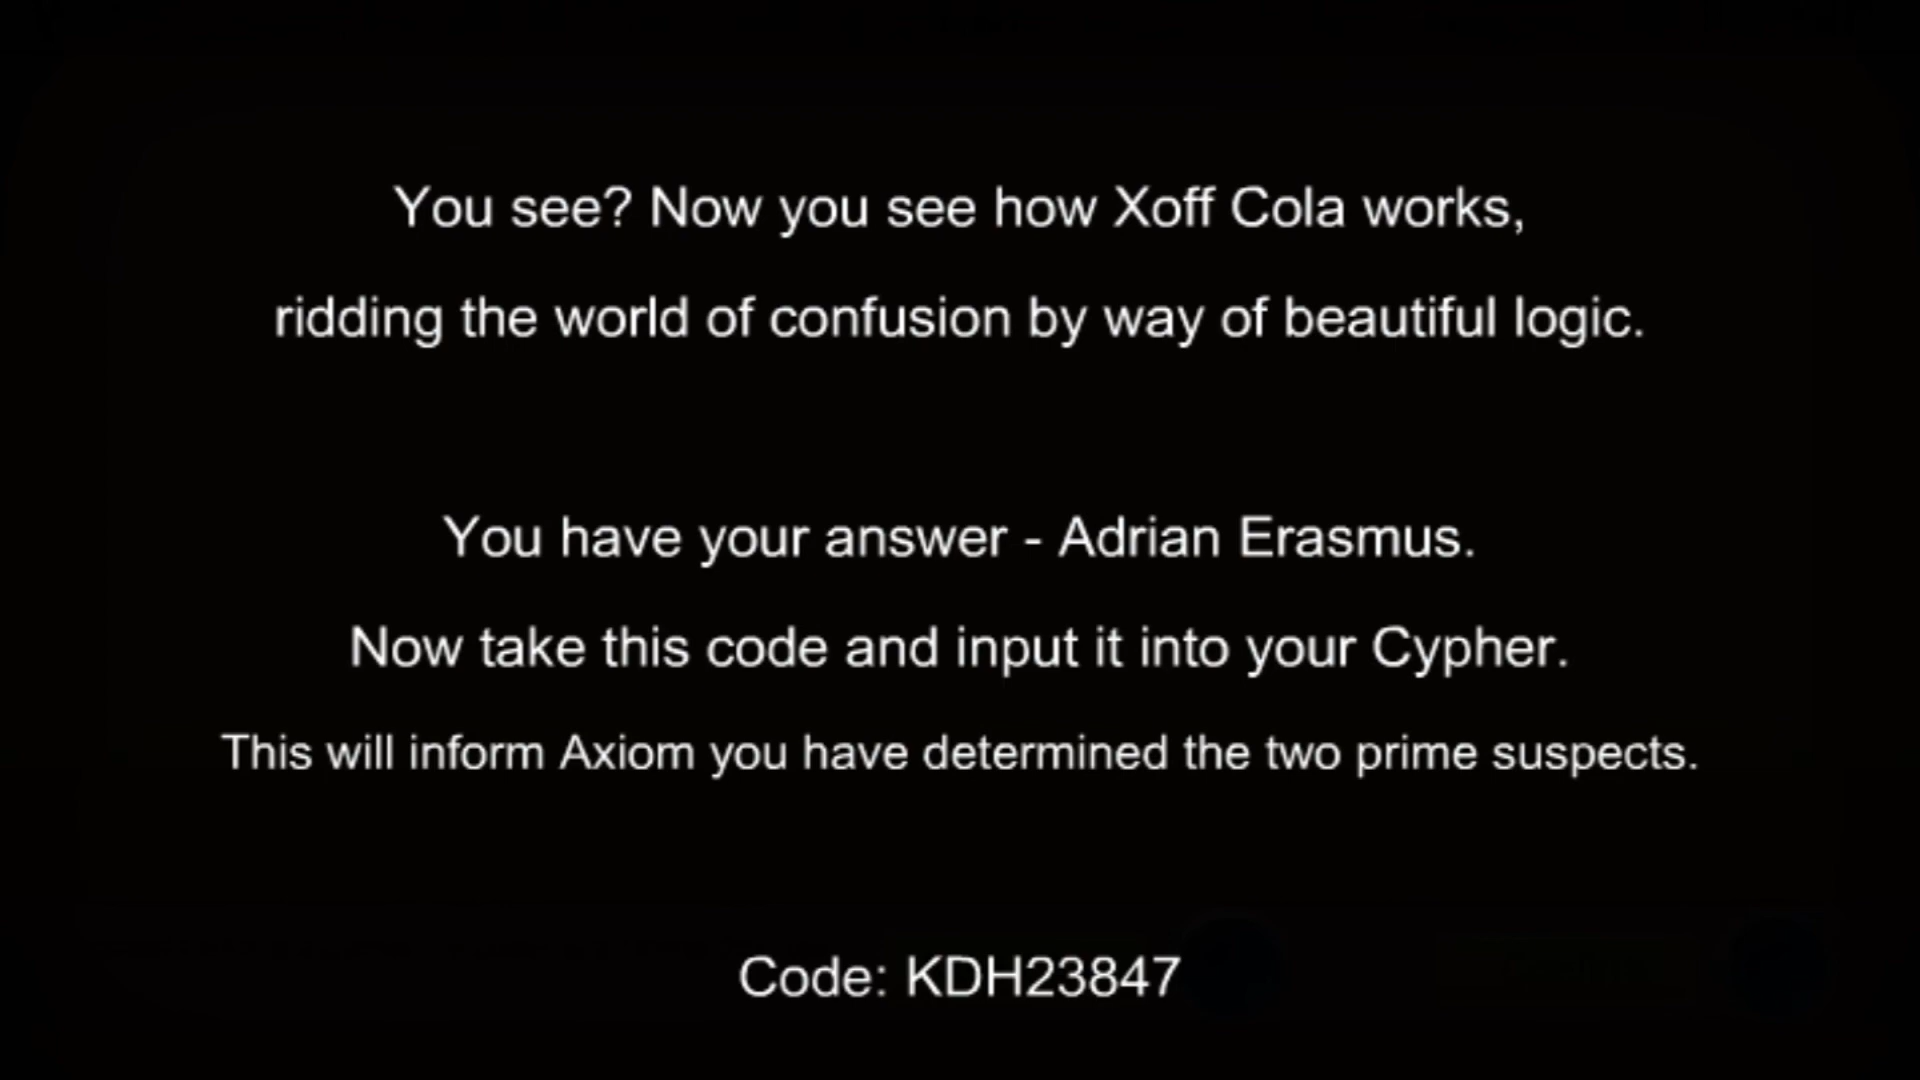 You see? Now you see how Xoff Cola works,
ridding the world of confusion by way of beautiful logic.
You have your answer - Adrian Erasmus.
Now take this code and input it into your Cypher.
This will inform Axiom you have determined the two prime suspects.
Code: KDH23847